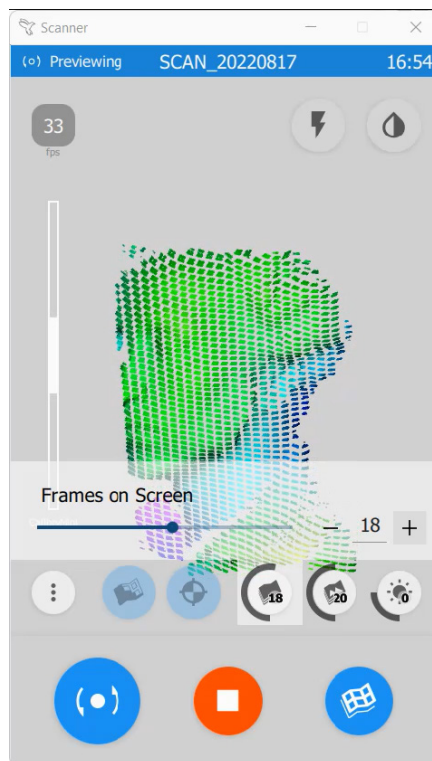 Scanner
Previewing SCAN_20220817 16:54
33
fps
Frames on Screen
18
18 20 0